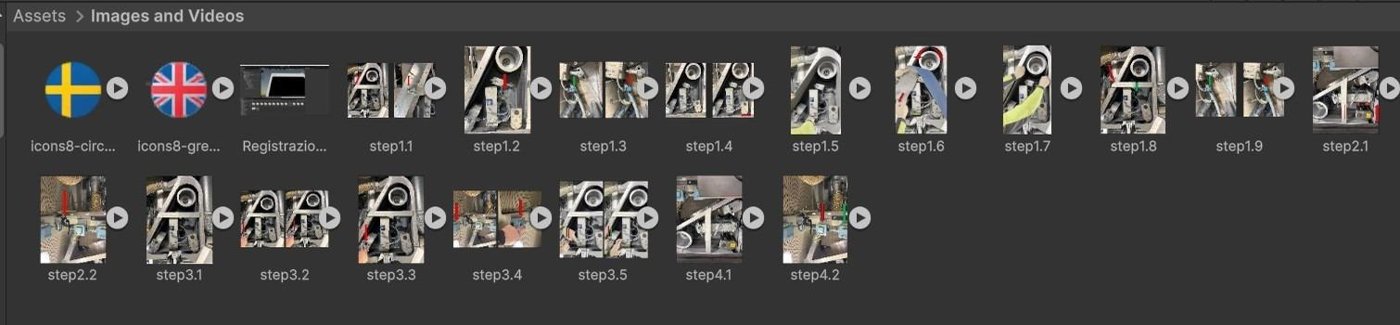 Assets > Images and Videos
icons8-circ... icons8-gre... Registrazio... step1.1 step1.2 step1.3 step1.4 step1.5 step1.6 step1.7 step1.8 step1.9 step2.1
step2.2 step3.1 step3.2 step3.3 step3.4 step3.5 step4.1 step4.2